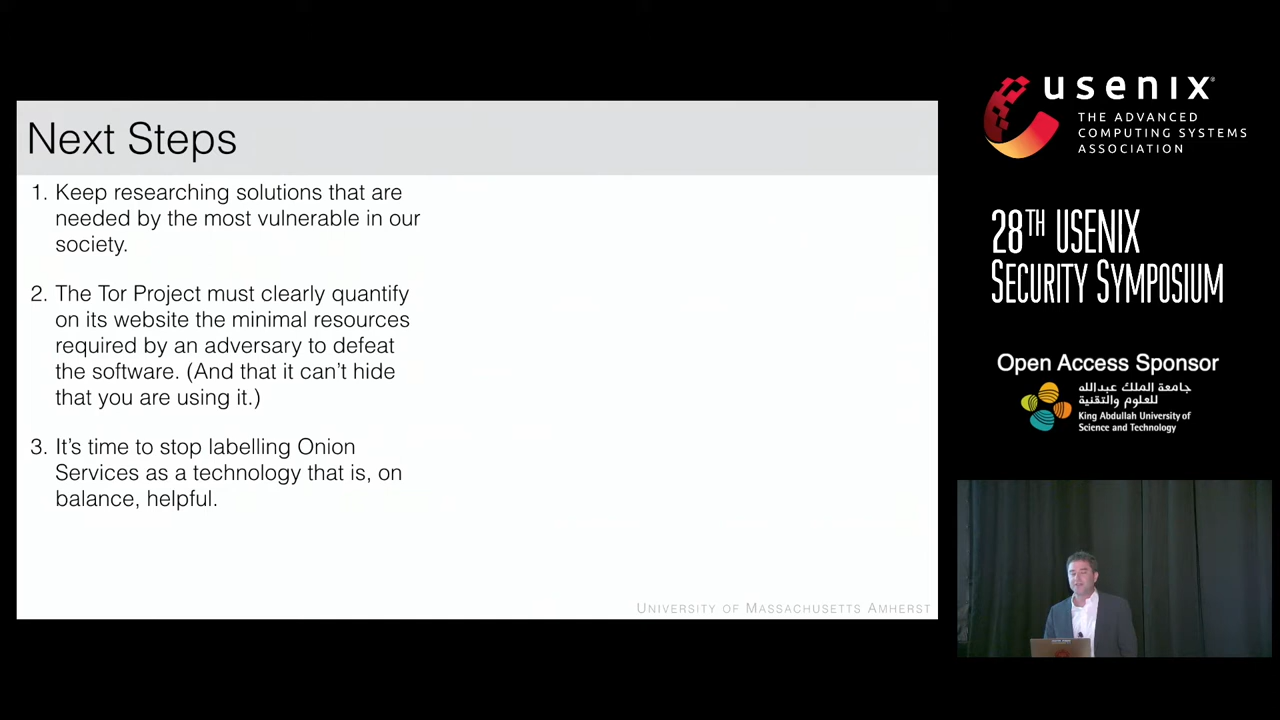 Next Steps
1. Keep researching solutions that are
needed by the most vulnerable in our
society.
2. The Tor Project must clearly quantify
on its website the minimal resources
required by an adversary to defeat
the software. (And that it can't hide
that you are using it.)
3. It's time to stop labelling Onion
Services as a technology that is, on
balance, helpful.
UNIVERSITY OF MASSACHUSETTS AMHERST
usenix
THE ADVANCED
COMPUTING SYSTEMS
ASSOCIATION
28TH USENIX
SECURITY SYMPOSIUM
Open Access Sponsor
جامعة الملك عبدالله
للعلوم والتقنية
King Abdullah University of
Science and Technology